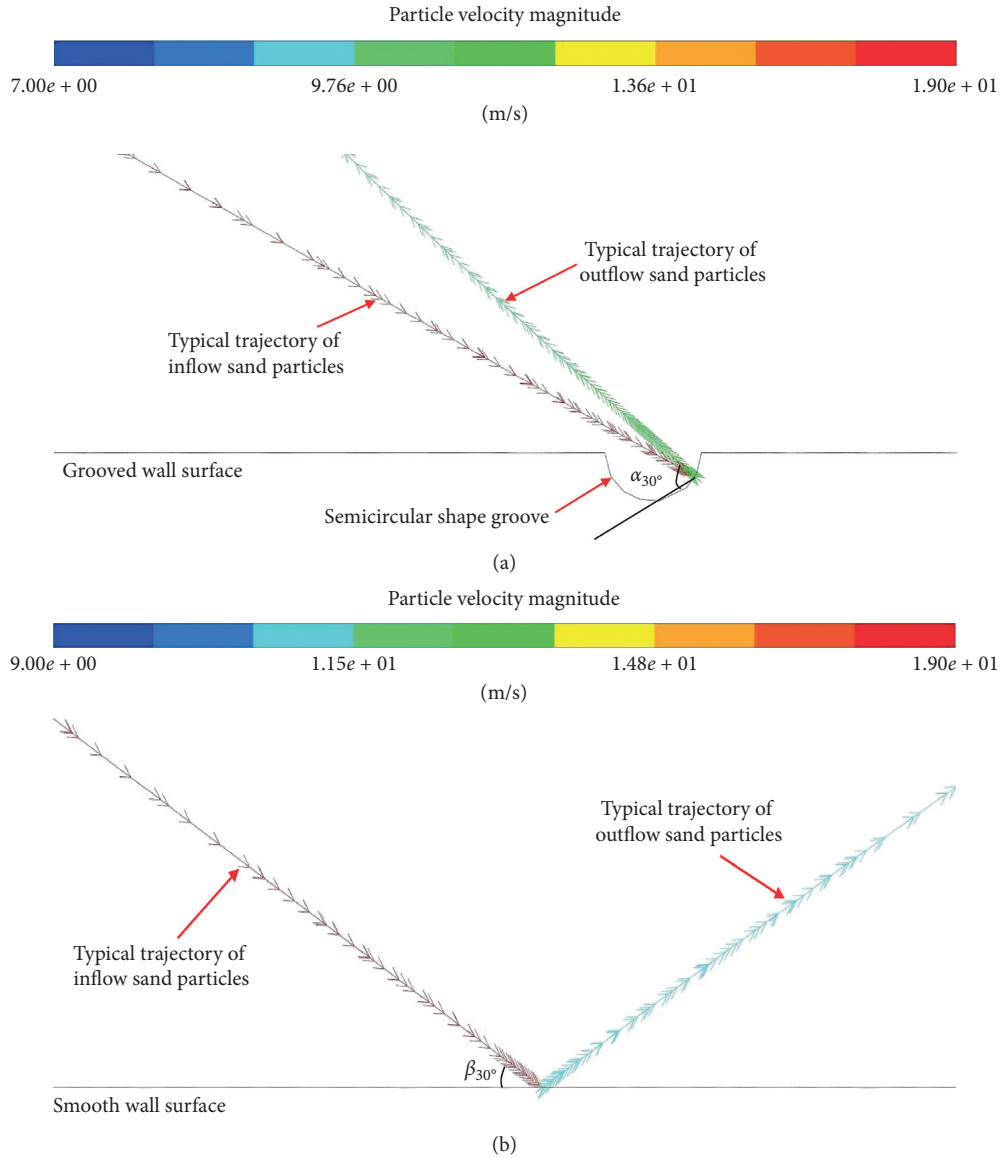 Particle velocity magnitude
7.00e + 00 9.76e + 00 1.36e + 01 1.90e + 01
(m/s)
Typical trajectory of
outflow sand particles
Typical trajectory of
inflow sand particles
Grooved wall surface
α30°
Semicircular shape groove
(a)
Particle velocity magnitude
9.00e + 00 1.15e + 01 1.48e + 01 1.90e + 01
(m/s)
Typical trajectory of
outflow sand particles
Typical trajectory of
inflow sand particles
β30°
Smooth wall surface
(b)